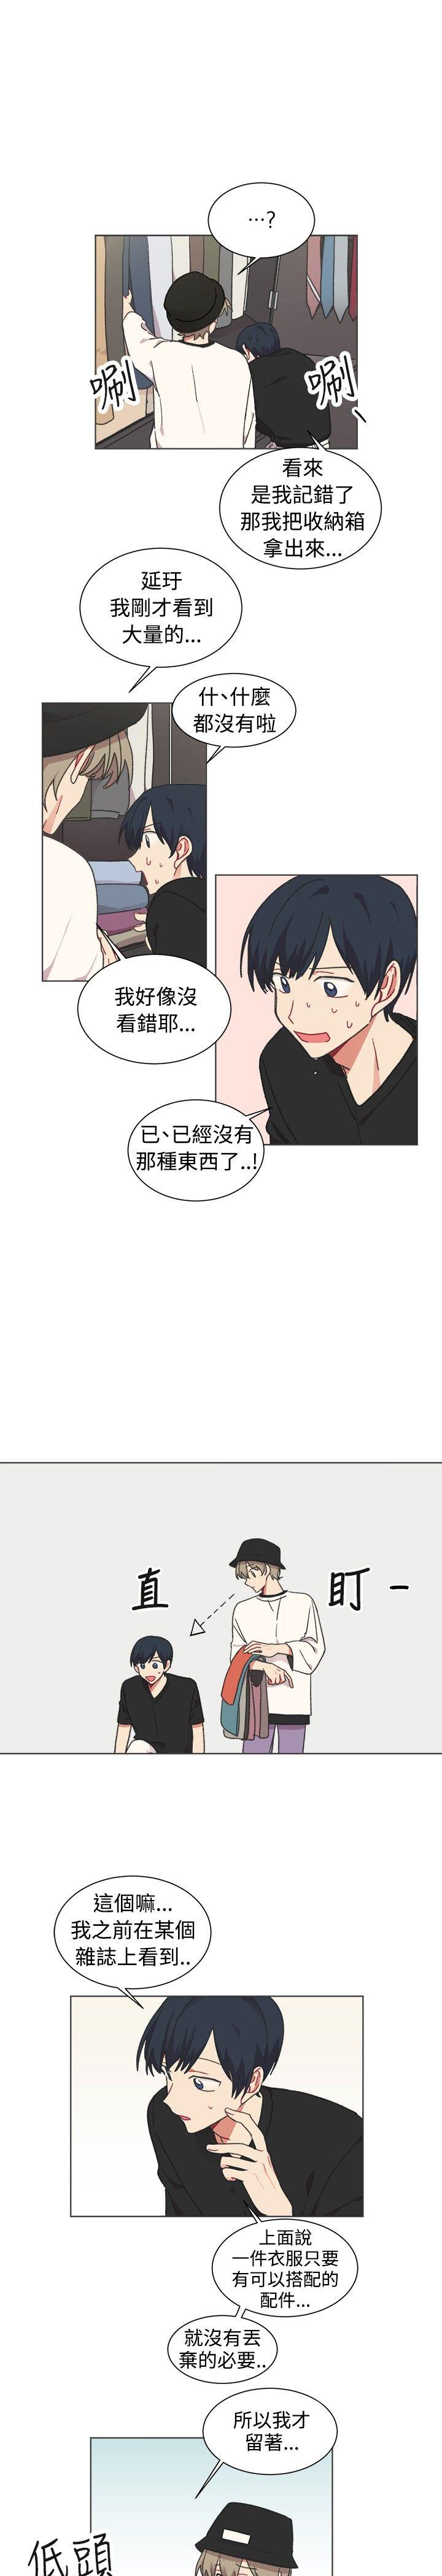 …?
唰
唰
看來
是我記錯了
那我把收納箱
拿出來…
延玗
我剛才看到
大量的…
什、什麼
都沒有啦
我好像沒
看錯耶…
已、已經沒有
那種東西了..!
直
盯-
這個嘛…
我之前在某個
雜誌上看到..
上面說
一件衣服只要
有可以搭配的
配件…
就沒有丟
棄的必要..
所以我才
留著…
低頭